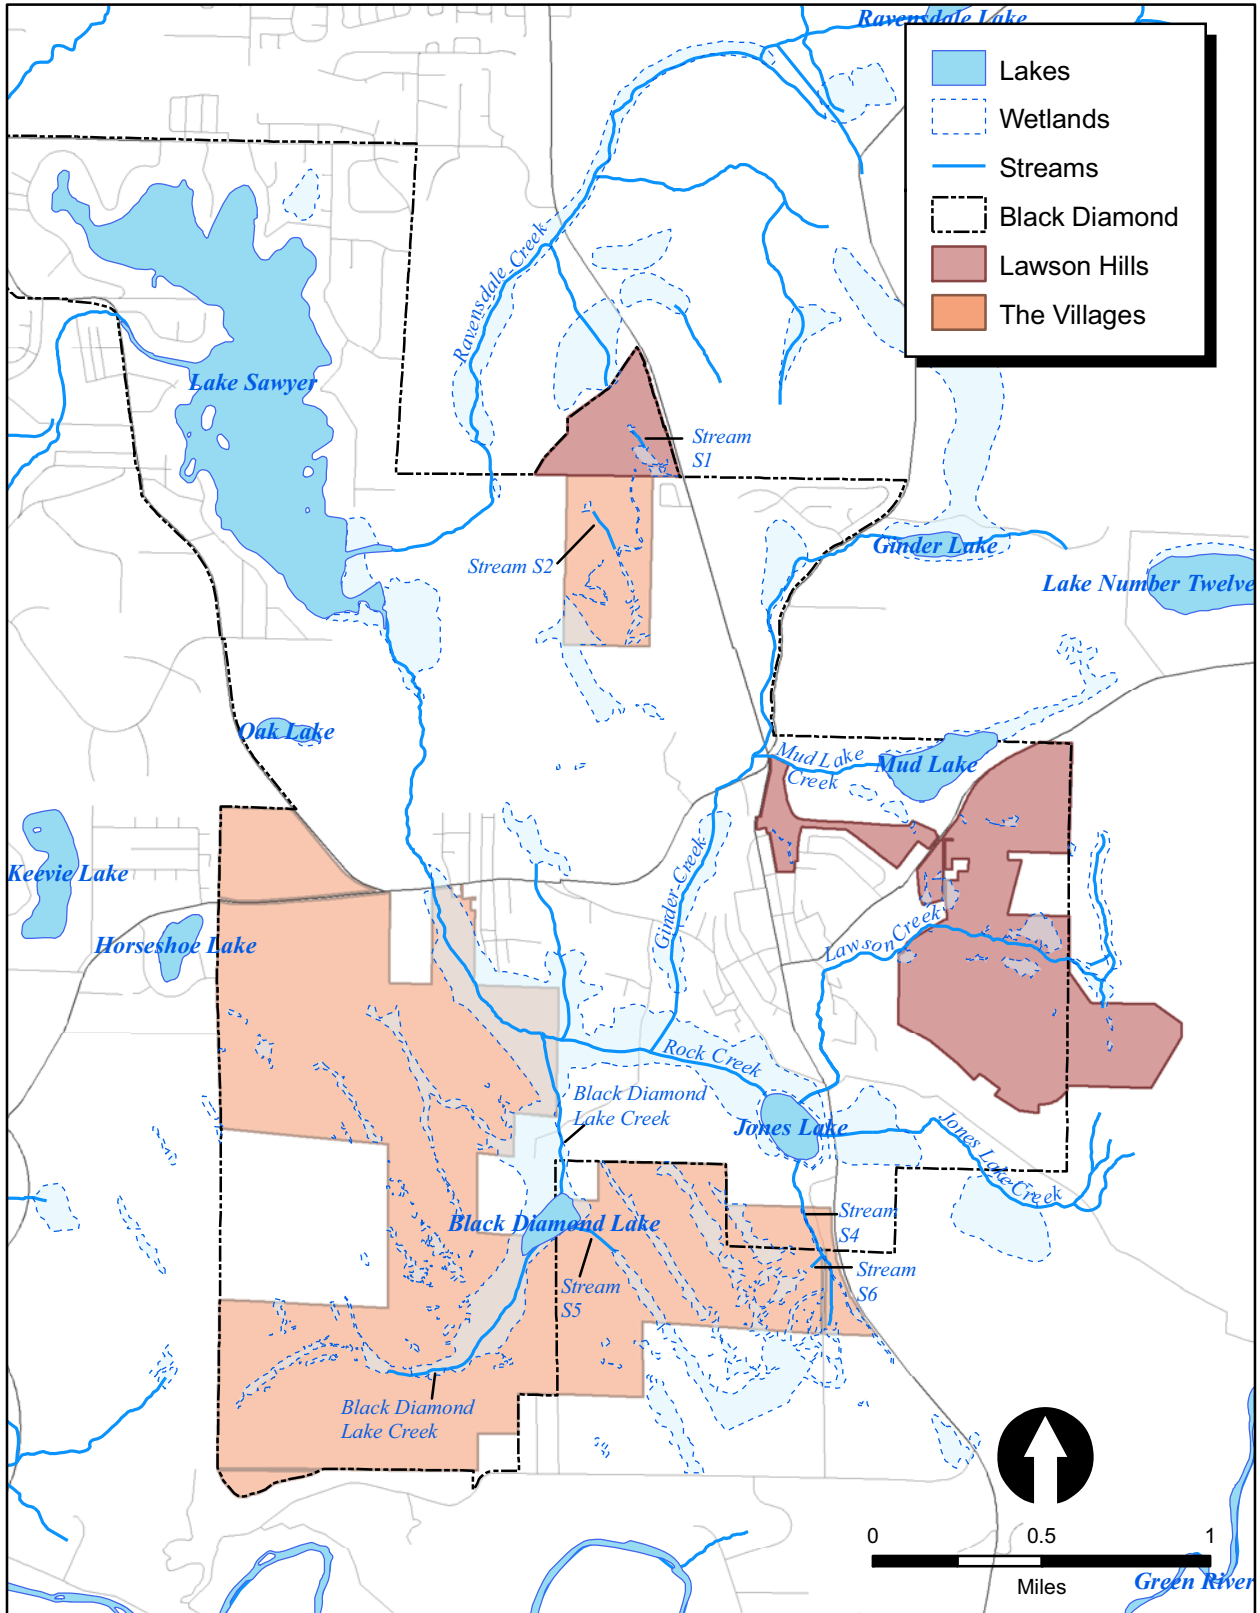 Ravensdale Lake
Lakes
Wetlands
Streams
Black Diamond
Lawson Hills
The Villages
Ravensdale Creek
Lake Sawyer
Stream
S1
Stream S2
Ginder Lake
Lake Number Twelve
Oak Lake
Mud Lake
Creek
Mud Lake
Keevie Lake
Horseshoe Lake
Ginder Creek
Lawson Creek
Rock Creek
Black Diamond
Lake Creek
Jones Lake
Jones Lake Creek
Black Diamond Lake
Stream
S4
Stream
S5
Stream
S6
Black Diamond
Lake Creek
0 0.5 1
Miles
Green River